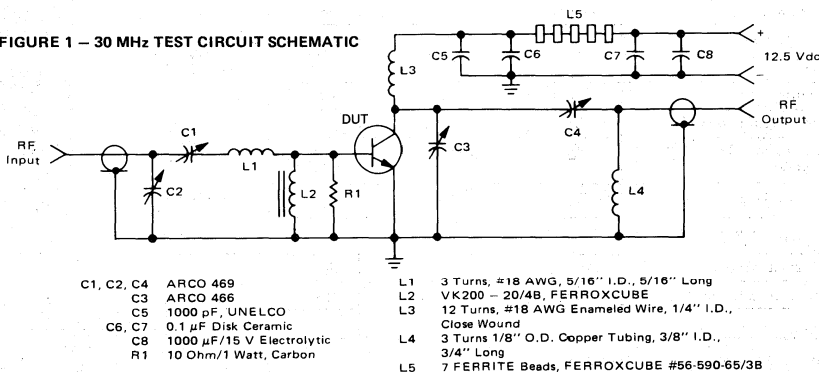 FIGURE 1 – 30 MHz TEST CIRCUIT SCHEMATIC
L5
+
C5
C6
C7
C8
12.5 Vdc
–
L3
DUT
RF
Output
C1
C4
RF
Input
L1
C3
C2
L2
R1
L4
C1, C2, C4 ARCO 469
C3 ARCO 466
C5 1000 pF, UNELCO
C6, C7 0.1 μF Disk Ceramic
C8 1000 μF/15 V Electrolytic
R1 10 Ohm/1 Watt, Carbon
L1 3 Turns, #18 AWG, 5/16" I.D., 5/16" Long
L2 VK200 – 20/4B, FERROXCUBE
L3 12 Turns, #18 AWG Enameled Wire, 1/4" I.D.,
Close Wound
L4 3 Turns 1/8" O.D. Copper Tubing, 3/8" I.D.,
3/4" Long
L5 7 FERRITE Beads, FERROXCUBE #56-590-65/3B